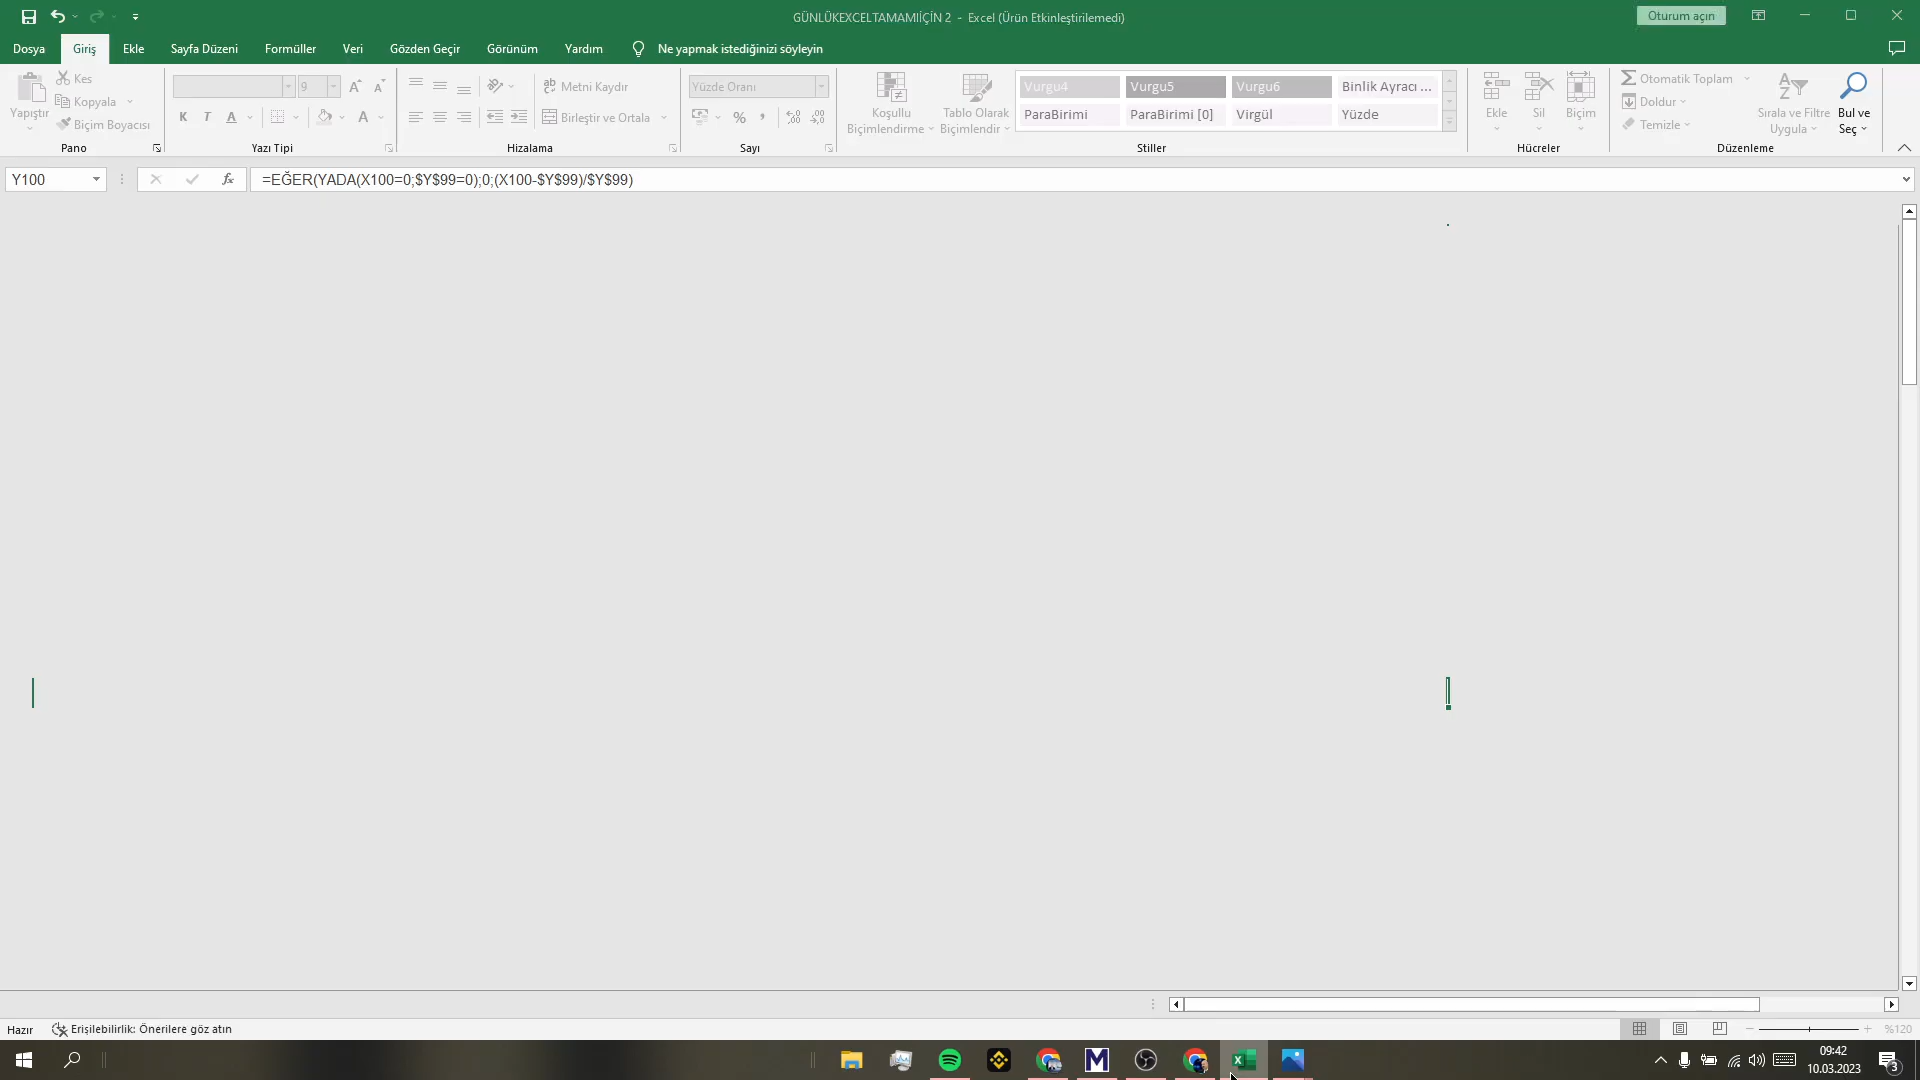 GÜNLÜKEXCELTAMAMIİÇİN 2 - Excel (Ürün Etkinleştirilemedi)
Oturum açın
Dosya Giriş Ekle Sayfa Düzeni Formüller Veri Gözden Geçir Görünüm Yardım Ne yapmak istediğinizi söyleyin
Yapıştır
Kes
Kopyala
Biçim Boyacısı
Pano
9
K T A
Yazı Tipi
Metni Kaydır
Birleştir ve Ortala
Hizalama
Yüzde Oranı
%
Sayı
Koşullu
Biçimlendirme
Tablo Olarak
Biçimlendir
Vurgu4 Vurgu5 Vurgu6 Binlik Ayracı ...
ParaBirimi ParaBirimi [0] Virgül Yüzde
Stiller
Ekle Sil Biçim
Hücreler
Otomatik Toplam
Doldur
Temizle
Sırala ve Filtre
Uygula
Bul ve
Seç
Düzenleme
Y100
fx
=EĞER(YADA(X100=0;$Y$99=0);0;(X100-$Y$99)/$Y$99)
Hazır Erişilebilirlik: Önerilere göz atın
%120
09:42
10.03.2023
3